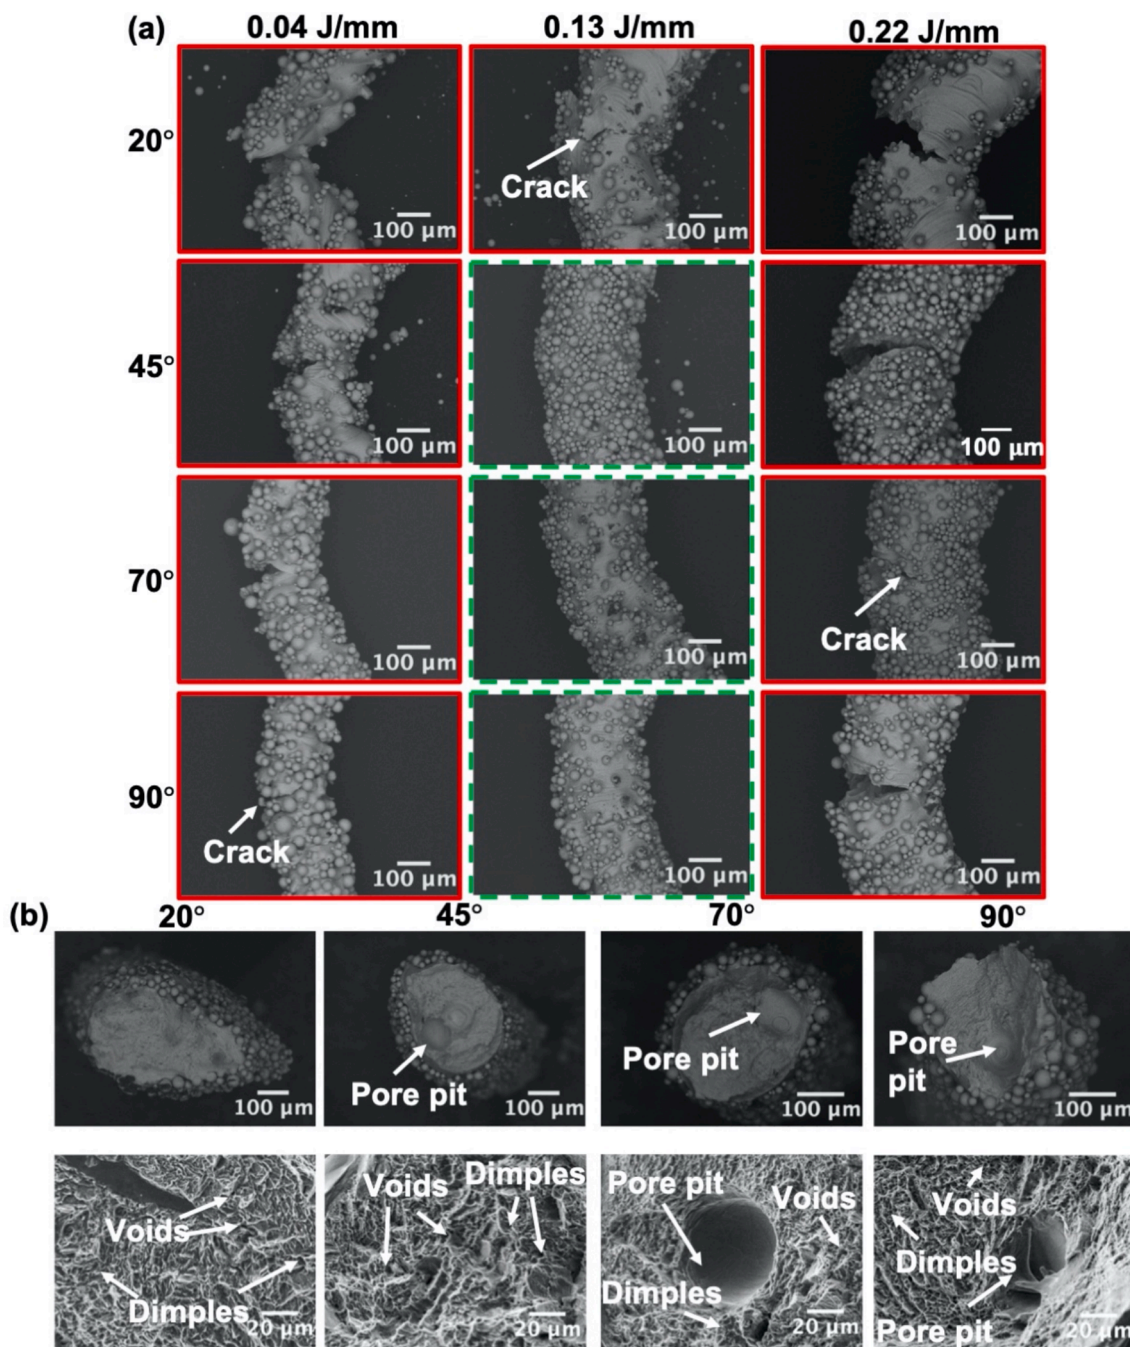 (a)
0.04 J/mm 0.13 J/mm 0.22 J/mm
20°
Crack
100 µm 100 µm 100 µm
45°
100 µm 100 µm 100 µm
70°
Crack
100 µm 100 µm 100 µm
90°
Crack
100 µm 100 µm 100 µm
(b)
20° 45° 70° 90°
Pore pit
Pore pit
Pore
pit
100 µm 100 µm 100 µm 100 µm
Voids
Dimples
20 µm
Voids
Dimples
20 µm
Pore pit
Voids
Dimples
20 µm
Voids
Dimples
Pore pit
20 µm